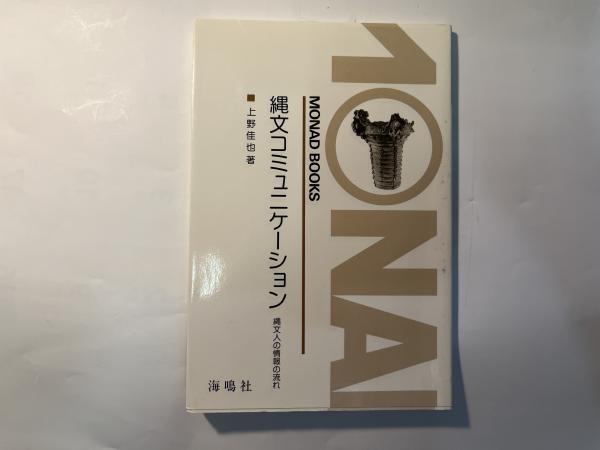 MONAD
MONAD BOOKS
縄文コミュニケーション
縄文人の情報の流れ
■上野佳也 著
海鳴社